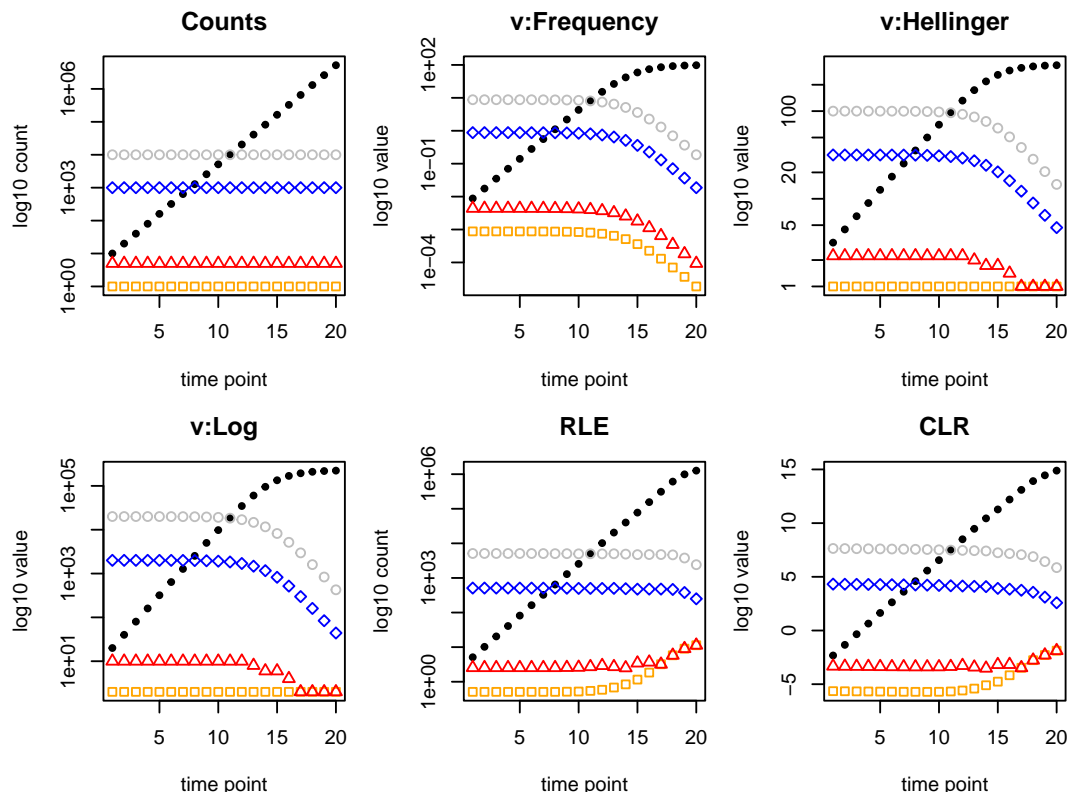 Counts
log10 count
1e+06
1e+03
1e+00
5
10
15
20
time point
v:Frequency
log10 value
1e+02
1e-01
1e-04
5
10
15
20
time point
v:Hellinger
log10 value
100
20
5
1
5
10
15
20
time point
v:Log
log10 value
1e+05
1e+03
1e+01
5
10
15
20
time point
RLE
log10 count
1e+06
1e+03
1e+00
5
10
15
20
time point
CLR
log10 value
15
10
5
0
−5
5
10
15
20
time point